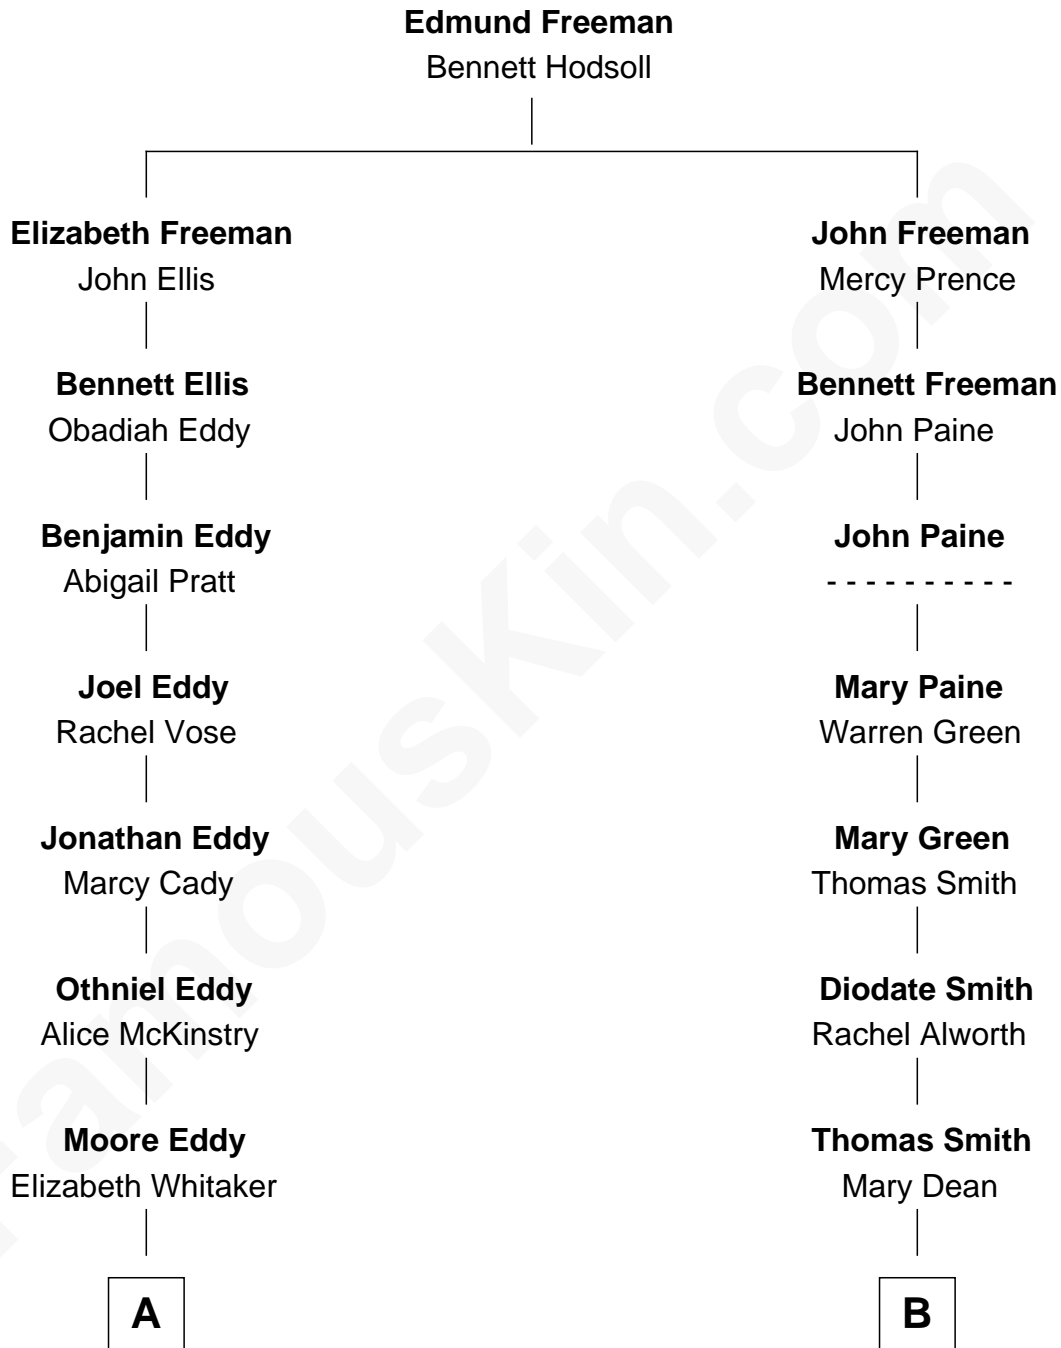 Edmund Freeman
Bennett Hodsoll
Elizabeth Freeman
John Ellis
John Freeman
Mercy Prence
Bennett Ellis
Obadiah Eddy
Bennett Freeman
John Paine
Benjamin Eddy
Abigail Pratt
John Paine
- - - - - - - - - -
Joel Eddy
Rachel Vose
Mary Paine
Warren Green
Jonathan Eddy
Marcy Cady
Mary Green
Thomas Smith
Othniel Eddy
Alice McKinstry
Diodate Smith
Rachel Alworth
Moore Eddy
Elizabeth Whitaker
Thomas Smith
Mary Dean
A
B
FamousKin.com